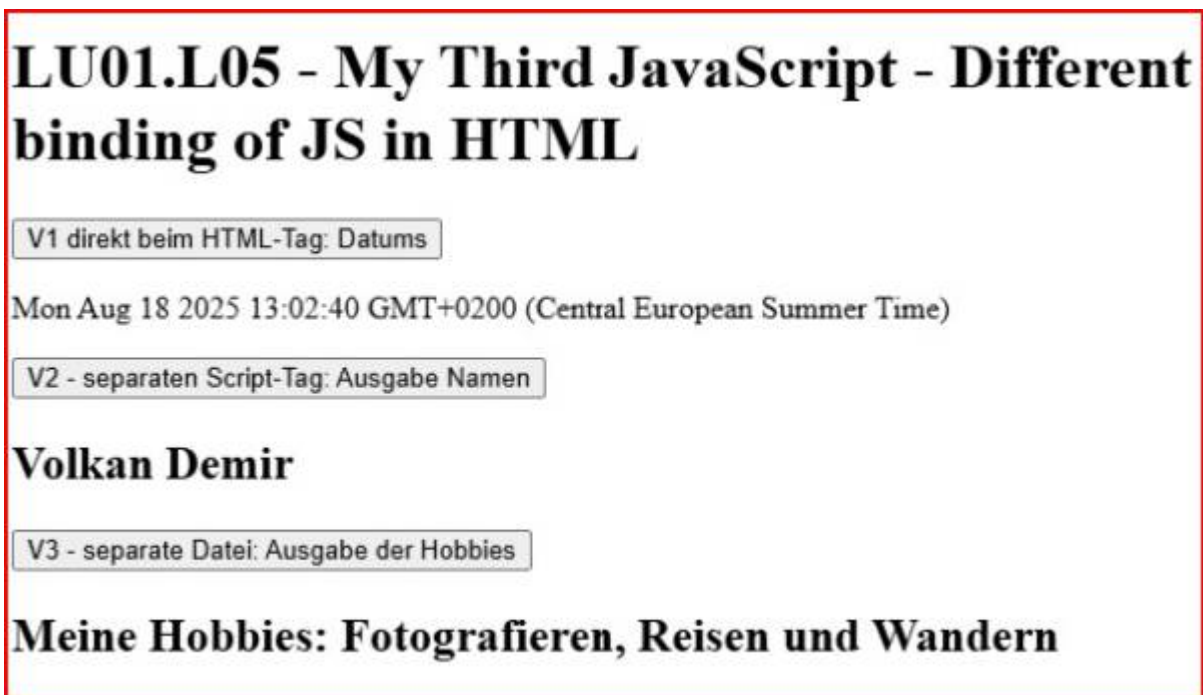 LU01.L05 - My Third JavaScript - Different
binding of JS in HTML
V1 direkt beim HTML-Tag: Datums
Mon Aug 18 2025 13:02:40 GMT+0200 (Central European Summer Time)
V2 - separaten Script-Tag: Ausgabe Namen
Volkan Demir
V3 - separate Datei: Ausgabe der Hobbies
Meine Hobbies: Fotografieren, Reisen und Wandern